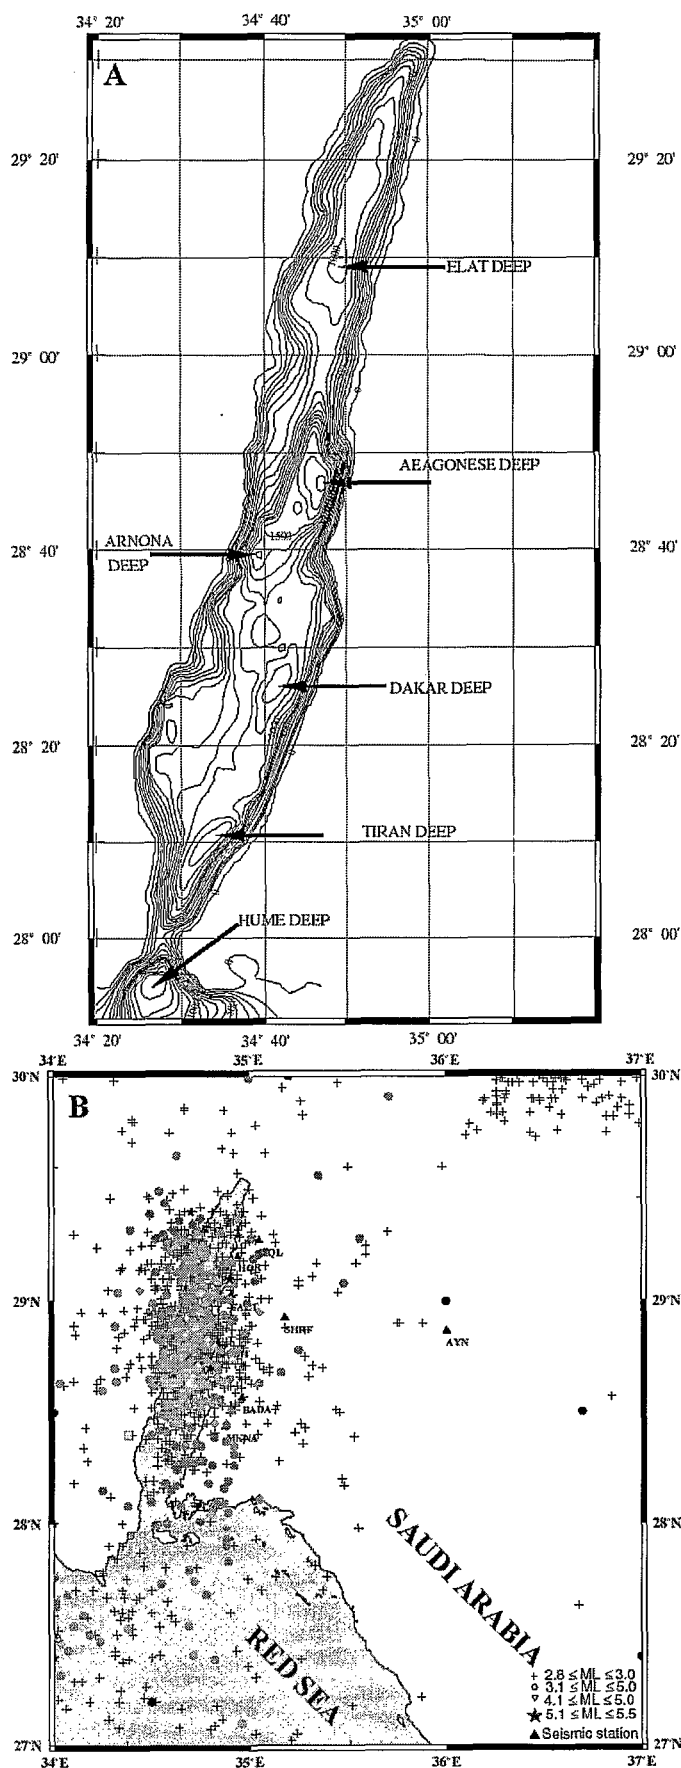 34° 20' 34° 40' 35° 00'
A
29° 20' 29° 20'
1000
ELAT DEEP
29° 00' 29° 00'
AEAGONESE DEEP
1500
ARNONA
DEEP
28° 40' 28° 40'
DAKAR DEEP
28° 20' 28° 20'
TIRAN DEEP
HUME DEEP
28° 00' 28° 00'
34° 20' 34° 40' 35° 00'
34°E 35°E 36°E 37°E
30°N 30°N
B
HQL
29°N 29°N
SHRF
AYN
BADA
MKNA
28°N 28°N
SAUDI ARABIA
RED SEA
2.8 ≤ML ≤3.0
3.1 ≤ML ≤5.0
4.1 ≤ML ≤5.0
5.1 ≤ML ≤5.5
Seismic station
27°N 27°N
34°E 35°E 36°E 37°E